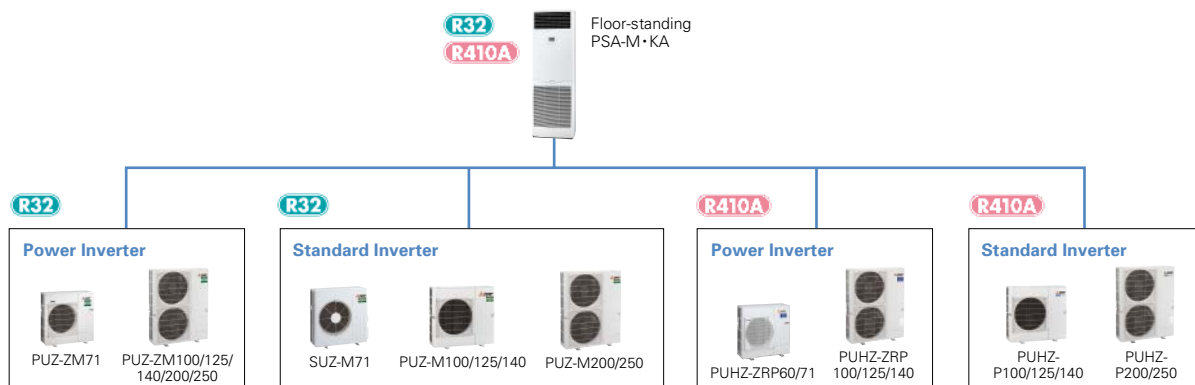 R32
R410A
Floor-standing
PSA-M•KA
R32
Power Inverter
PUZ-ZM71
PUZ-ZM100/125/
140/200/250
R32
Standard Inverter
SUZ-M71
PUZ-M100/125/140
PUZ-M200/250
R410A
Power Inverter
PUHZ-ZRP60/71
PUHZ-ZRP
100/125/140
R410A
Standard Inverter
PUHZ-
P100/125/140
PUHZ-
P200/250